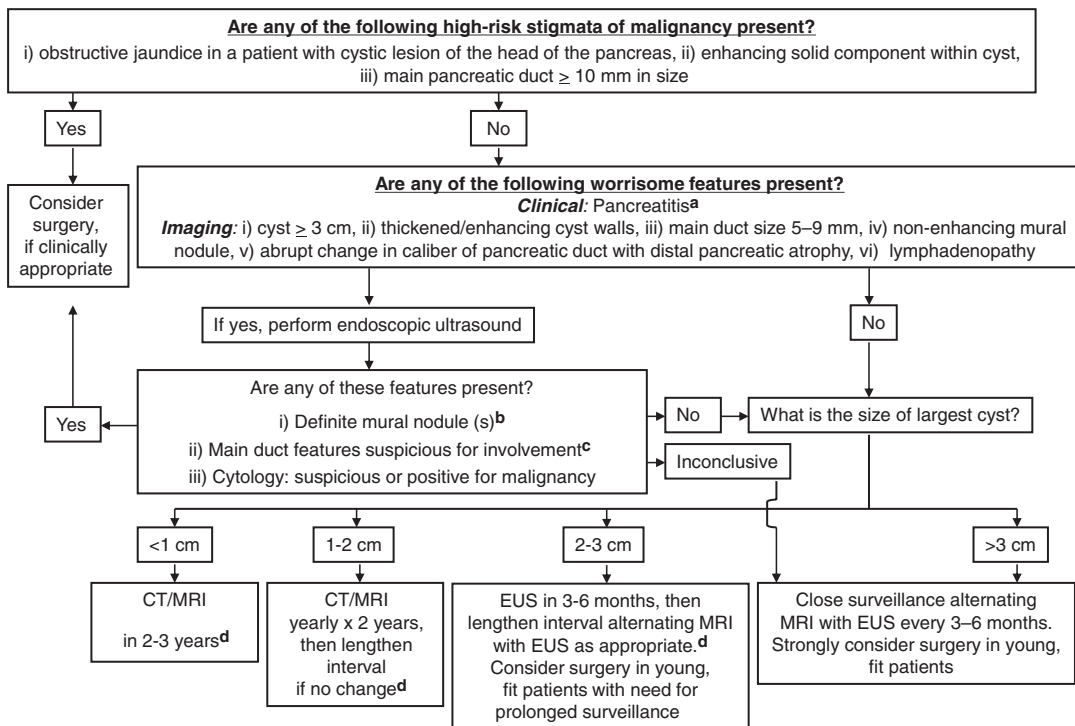 Are any of the following high-risk stigmata of malignancy present?
i) obstructive jaundice in a patient with cystic lesion of the head of the pancreas, ii) enhancing solid component within cyst,
iii) main pancreatic duct ≥ 10 mm in size
Yes
No
Consider
surgery,
if clinically
appropriate
Are any of the following worrisome features present?
Clinical: Pancreatitisᵃ
Imaging: i) cyst ≥ 3 cm, ii) thickened/enhancing cyst walls, iii) main duct size 5–9 mm, iv) non-enhancing mural
nodule, v) abrupt change in caliber of pancreatic duct with distal pancreatic atrophy, vi) lymphadenopathy
If yes, perform endoscopic ultrasound
No
Are any of these features present?
i) Definite mural nodule (s)ᵇ
ii) Main duct features suspicious for involvementᶜ
iii) Cytology: suspicious or positive for malignancy
Yes
No
What is the size of largest cyst?
Inconclusive
<1 cm
1-2 cm
2-3 cm
>3 cm
CT/MRI
in 2-3 yearsᵈ
CT/MRI
yearly x 2 years,
then lengthen
interval
if no changeᵈ
EUS in 3-6 months, then
lengthen interval alternating MRI
with EUS as appropriate.ᵈ
Consider surgery in young,
fit patients with need for
prolonged surveillance
Close surveillance alternating
MRI with EUS every 3–6 months.
Strongly consider surgery in young,
fit patients